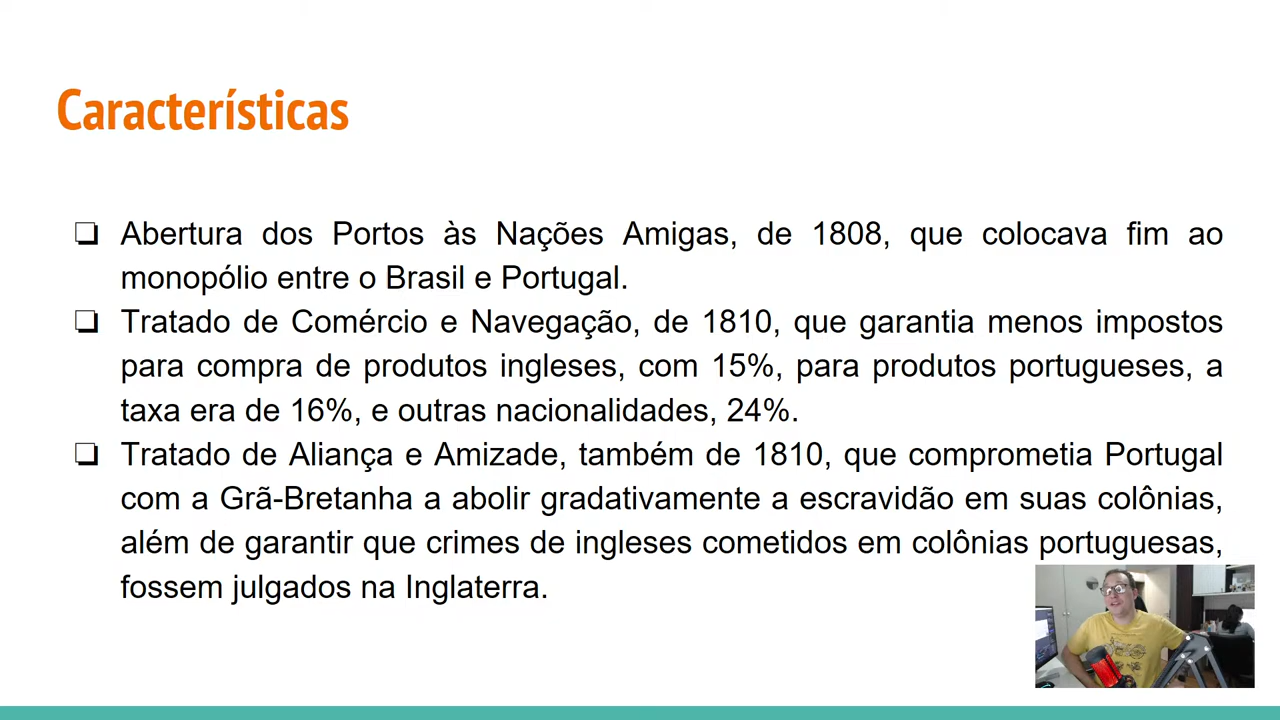 Características
Abertura dos Portos às Nações Amigas, de 1808, que colocava fim ao
monopólio entre o Brasil e Portugal.
Tratado de Comércio e Navegação, de 1810, que garantia menos impostos
para compra de produtos ingleses, com 15%, para produtos portugueses, a
taxa era de 16%, e outras nacionalidades, 24%.
Tratado de Aliança e Amizade, também de 1810, que comprometia Portugal
com a Grã-Bretanha a abolir gradativamente a escravidão em suas colônias,
além de garantir que crimes de ingleses cometidos em colônias portuguesas,
fossem julgados na Inglaterra.